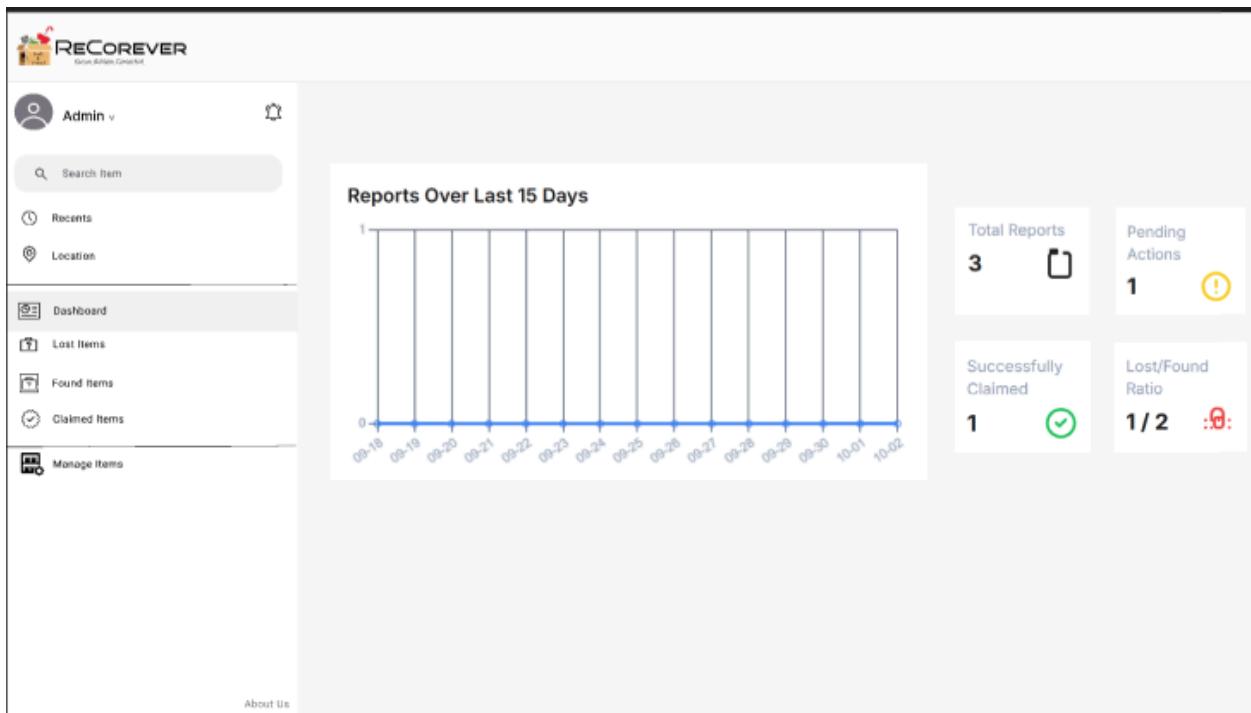 RECOREVER
Admin
Search Item
Recents
Location
Dashboard
Lost Items
Found Items
Claimed Items
Manage Items
About Us
Reports Over Last 15 Days
1
0
09-18 09-19 09-20 09-21 09-22 09-23 09-24 09-25 09-26 09-27 09-28 09-29 09-30 10-01 10-02
Total Reports
3
Pending
Actions
1
Successfully
Claimed
1
Lost/Found
Ratio
1 / 2